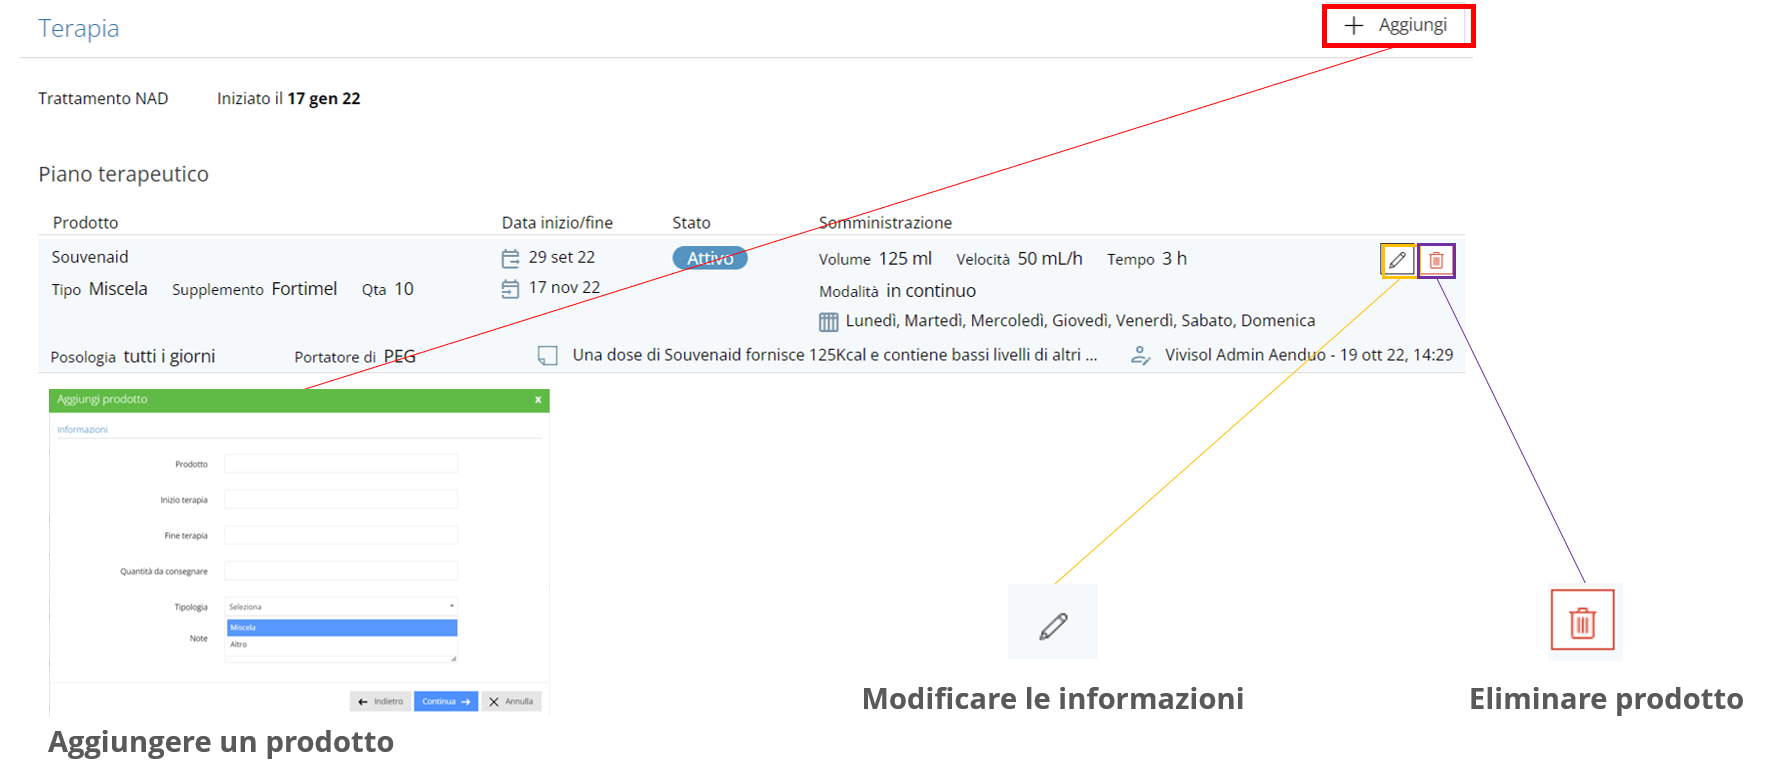 Terapia
Aggiungi
Trattamento NAD Iniziato il 17 gen 22
Piano terapeutico
Prodotto Data inizio/fine Stato Somministrazione
Souvenaid 29 set 22 Attivo Volume 125 ml Velocità 50 mL/h Tempo 3 h
Tipo Miscela Supplemento Fortimel Qta 10 17 nov 22 Modalità in continuo
Lunedì, Martedì, Mercoledì, Giovedì, Venerdì, Sabato, Domenica
Posologia tutti i giorni Portatore di PEG Una dose di Souvenaid fornisce 125Kcal e contiene bassi livelli di altri ... Vivisol Admin Aenduo - 19 ott 22, 14:29
Aggiungi prodotto x
Informazioni
Prodotto
Inizio terapia
Fine terapia
Quantità da consegnare
Tipologia Seleziona
Miscela
Note Altro
Indietro Continua Annulla
Modificare le informazioni
Eliminare prodotto
Aggiungere un prodotto